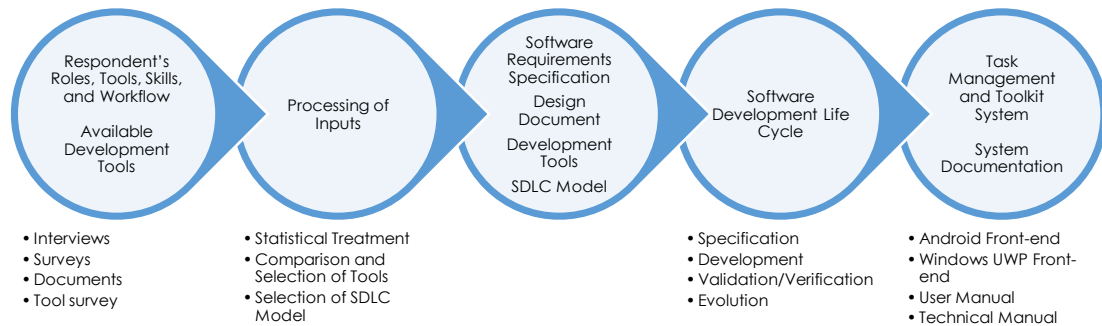 Respondent's
Roles, Tools, Skills,
and Workflow
Available
Development
Tools
• Interviews
• Surveys
• Documents
• Tool survey
Processing of
Inputs
• Statistical Treatment
• Comparison and
Selection of Tools
• Selection of SDLC
Model
Software
Requirements
Specification
Design
Document
Development
Tools
SDLC Model
Software
Development Life
Cycle
• Specification
• Development
• Validation/Verification
• Evolution
Task
Management
and Toolkit
System
System
Documentation
• Android Front-end
• Windows UWP Front-
end
• User Manual
• Technical Manual